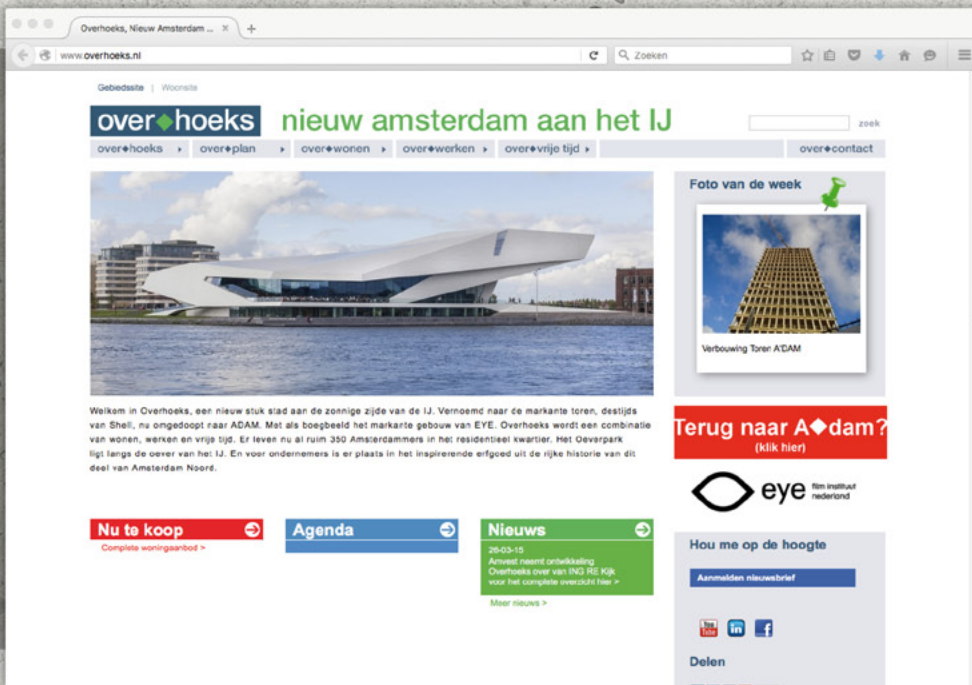 Overhoeks, Nieuw Amsterdam ...
www.overhoeks.nl
Zoeken
Gebiedssite | Woonsite
over◆hoeks
nieuw amsterdam aan het IJ
zoek
over◆hoeks
over◆plan
over◆wonen
over◆werken
over◆vrije tijd
over◆contact
Foto van de week
Verbouwing Toren A'DAM
Welkom in Overhoeks, een nieuw stuk stad aan de zonnige zijde van de IJ. Vernoemd naar de markante toren, destijds
van Shell, nu omgedoopt naar ADAM. Met als boegbeeld het markante gebouw van EYE. Overhoeks wordt een combinatie
van wonen, werken en vrije tijd. Er leven nu al ruim 350 Amsterdammers in het residentieel kwartier. Het Oeverpark
ligt langs de oever van het IJ. En voor ondernemers is er plaats in het inspirerende erfgoed uit de rijke historie van dit
deel van Amsterdam Noord.
Terug naar A◆dam?
(klik hier)
eye film instituut
nederland
Nu te koop
Complete woningaanbod >
Agenda
Nieuws
26-03-15
Amvest neemt ontwikkeling
Overhoeks over van ING RE Kijk
voor het complete overzicht hier >
Meer nieuws >
Hou me op de hoogte
Aanmelden nieuwsbrief
You
Tube
in
f
Delen